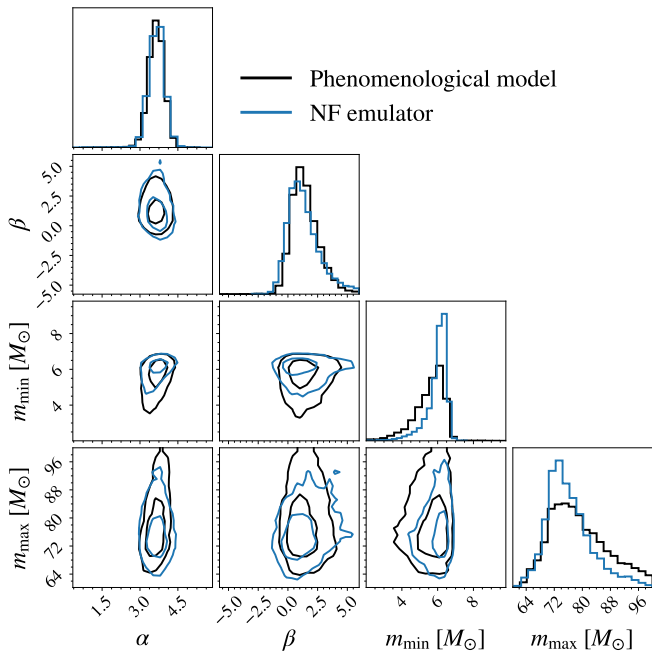 Phenomenological model
NF emulator
β
5.0
2.5
0.0
−2.5
−5.0
m_min [M_⊙]
8
6
4
m_max [M_⊙]
96
88
80
72
64
1.5 3.0 4.5
−5.0 −2.5 0.0 2.5 5.0
4 6 8
64 72 80 88 96
α β m_min [M_⊙] m_max [M_⊙]